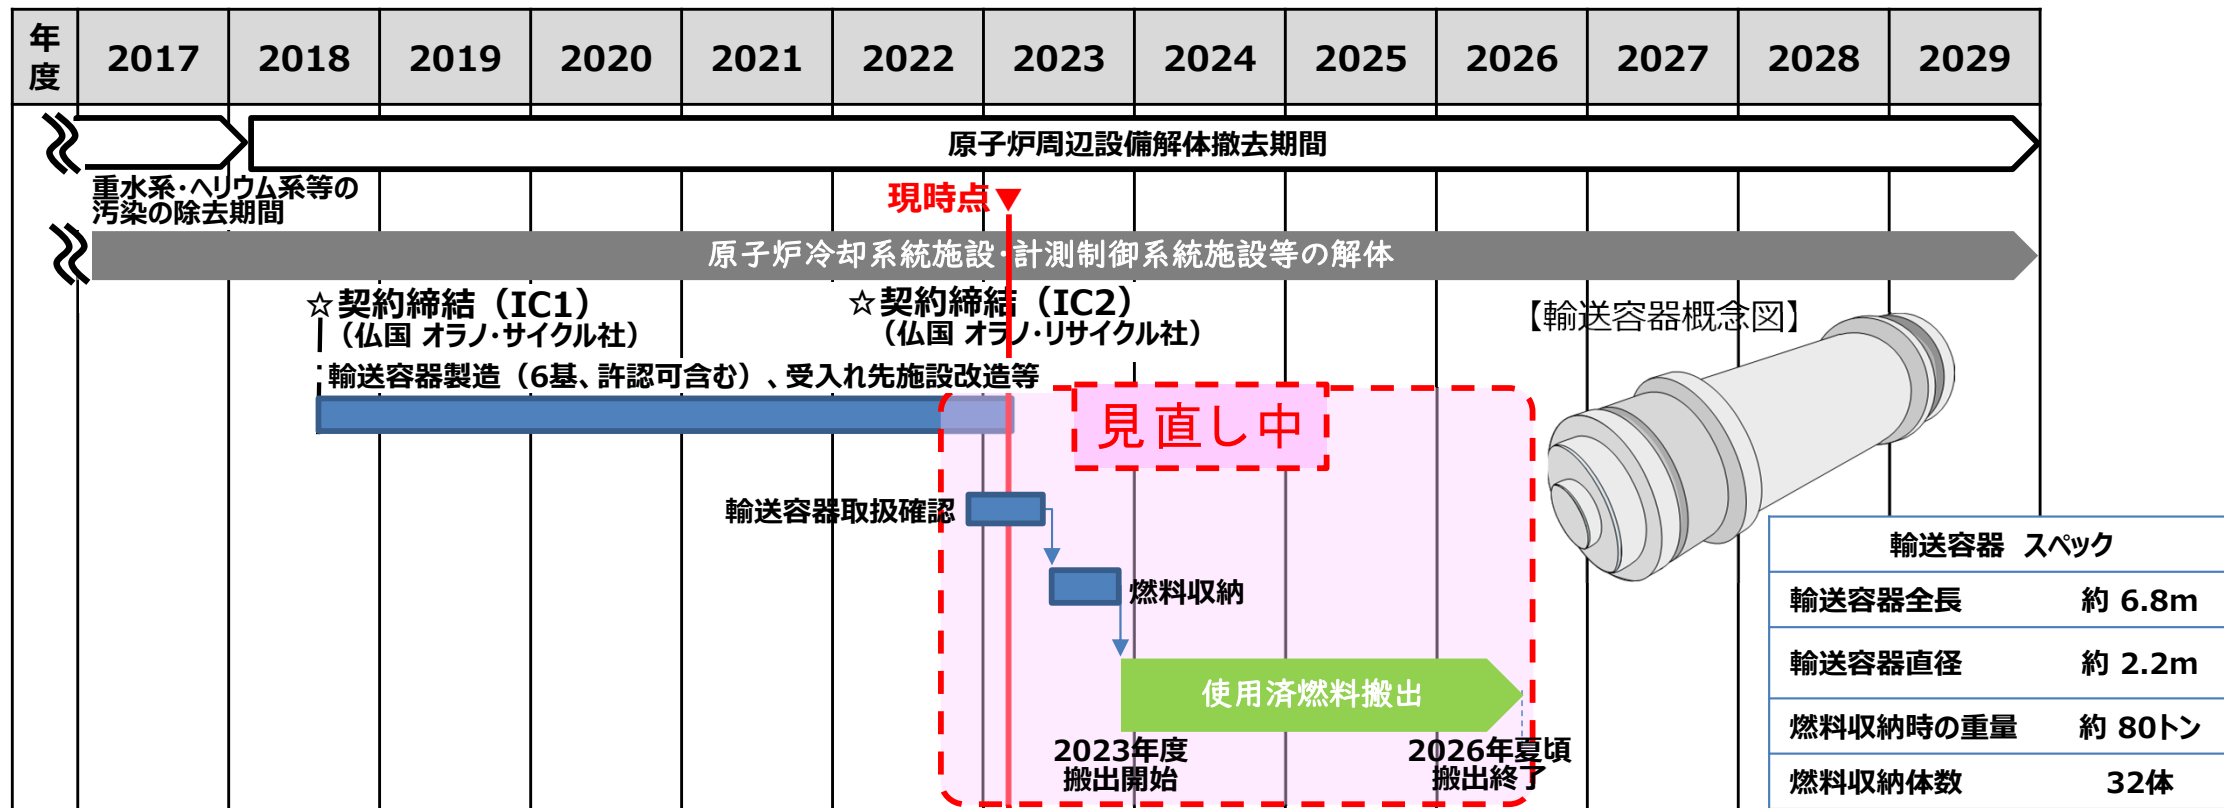 年度 2017 2018 2019 2020 2021 2022 2023 2024 2025 2026 2027 2028 2029
原子炉周辺設備解体撤去期間
重水系・ヘリウム系等の
汚染の除去期間
現時点
原子炉冷却系統施設・計測制御系統施設等の解体
☆契約締結（IC1）
（仏国 オラノ・サイクル社）
☆契約締結（IC2）
（仏国 オラノ・リサイクル社）
【輸送容器概念図】
輸送容器製造（6基、許認可含む）、受入れ先施設改造等
見直し中
輸送容器取扱確認
燃料収納
使用済燃料搬出
2023年度
搬出開始
2026年夏頃
搬出終了
輸送容器 スペック
輸送容器全長 約 6.8m
輸送容器直径 約 2.2m
燃料収納時の重量 約 80トン
燃料収納体数 32体